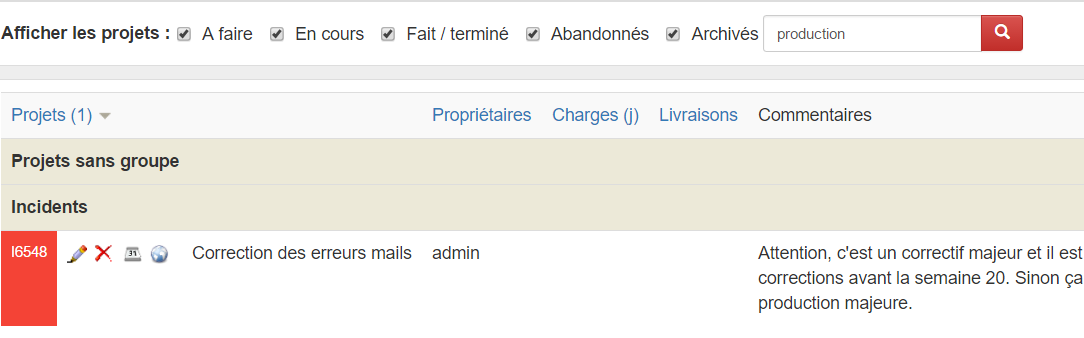 Afficher les projets : A faire En cours Fait / terminé Abandonnés Archivés production
Projets (1) Propriétaires Charges (j) Livraisons Commentaires
Projets sans groupe
Incidents
I6548 31 Correction des erreurs mails admin Attention, c'est un correctif majeur et il est
corrections avant la semaine 20. Sinon ça
production majeure.